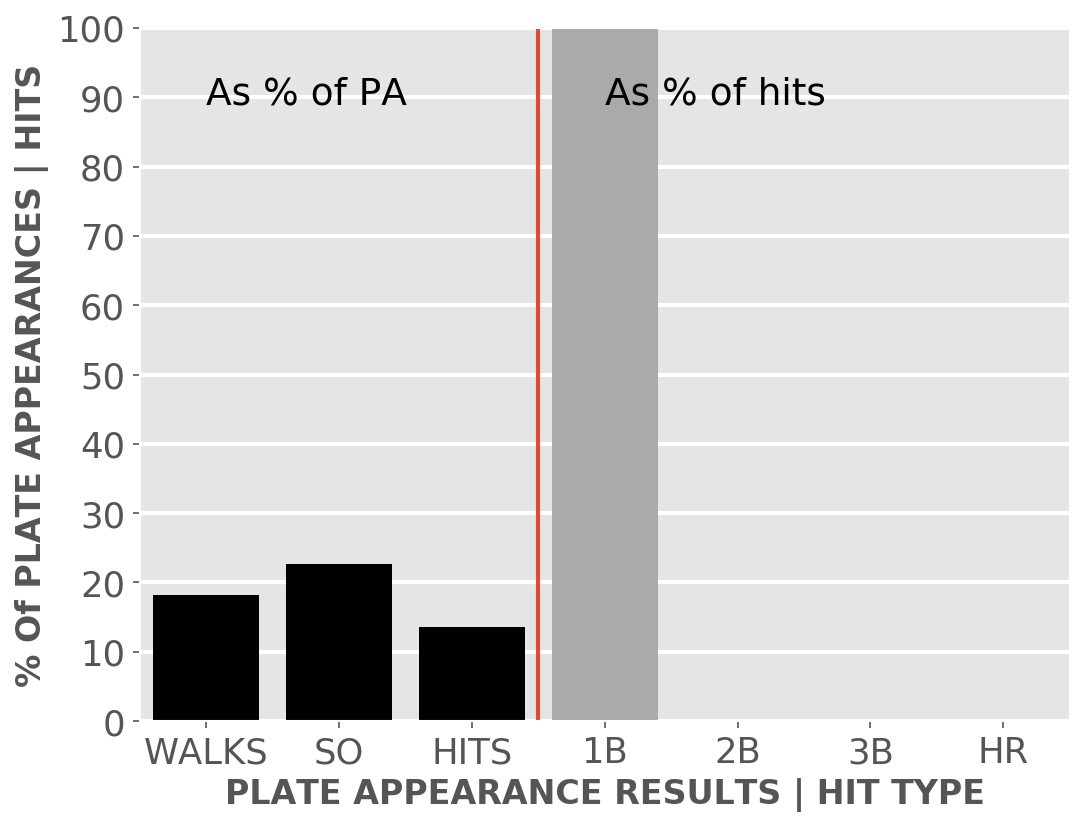 % Of PLATE APPEARANCES | HITS
100
90
80
70
60
50
40
30
20
10
0
As % of PA
As % of hits
WALKS SO HITS 1B 2B 3B HR
PLATE APPEARANCE RESULTS | HIT TYPE